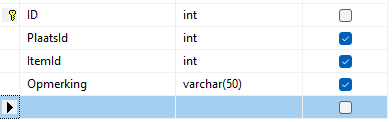 ID int
PlaatsId int
ItemId int
Opmerking varchar(50)